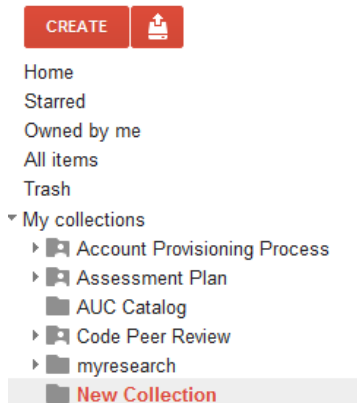 CREATE
Home
Starred
Owned by me
All items
Trash
My collections
Account Provisioning Process
Assessment Plan
AUC Catalog
Code Peer Review
myresearch
New Collection